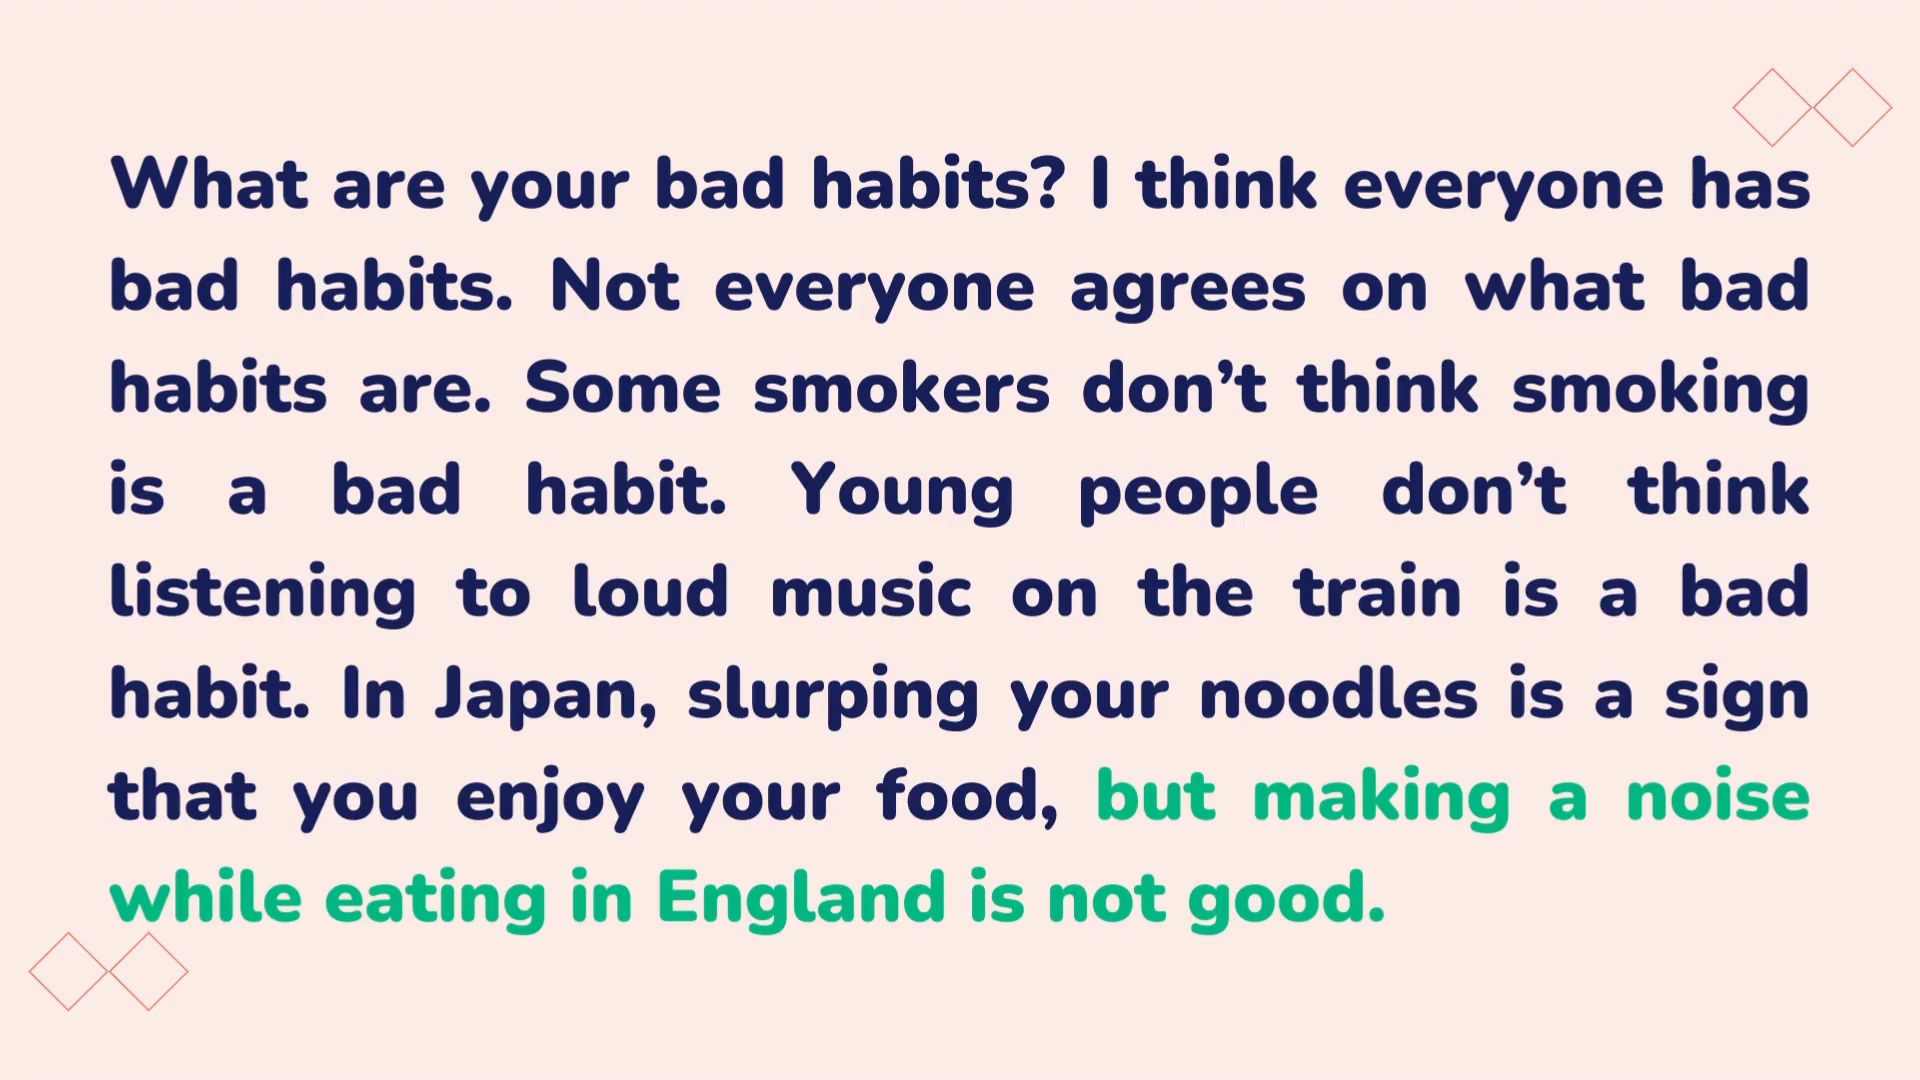 What are your bad habits? I think everyone has
bad habits. Not everyone agrees on what bad
habits are. Some smokers don’t think smoking
is a bad habit. Young people don’t think
listening to loud music on the train is a bad
habit. In Japan, slurping your noodles is a sign
that you enjoy your food, but making a noise
while eating in England is not good.